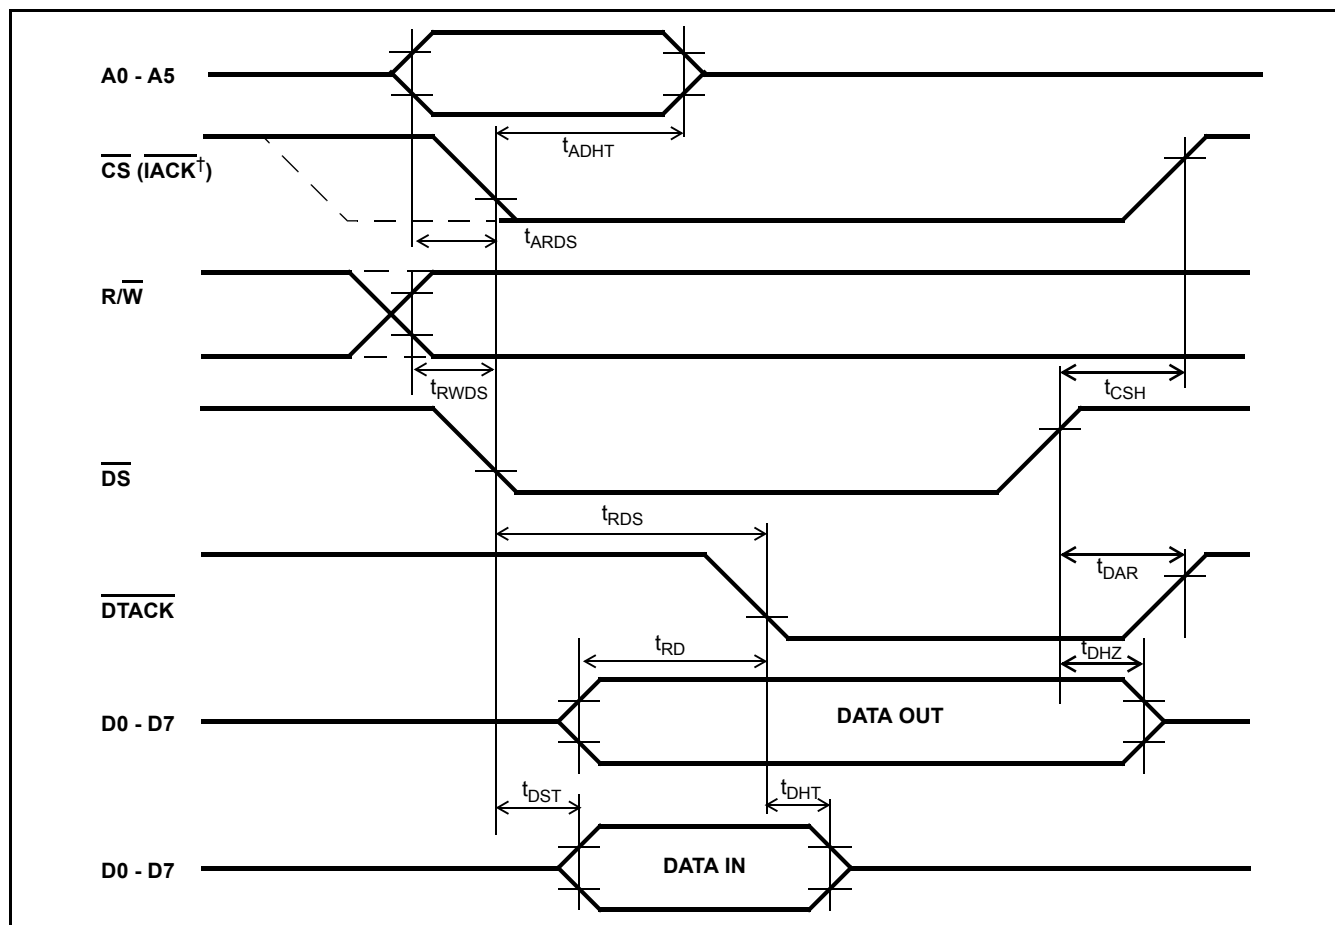 A0 - A5
tADHT
CS (IACK†)
tARDS
R/W
tRWDS
tCSH
DS
tRDS
tDAR
DTACK
tRD
tDHZ
D0 - D7
DATA OUT
tDST
tDHT
D0 - D7
DATA IN